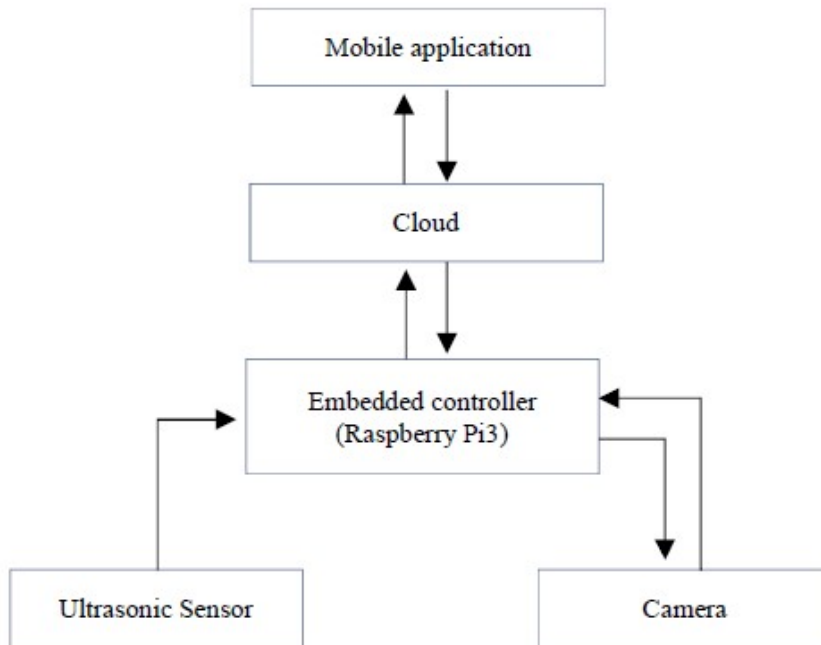 Mobile application
Cloud
Embedded controller
(Raspberry Pi3)
Ultrasonic Sensor
Camera